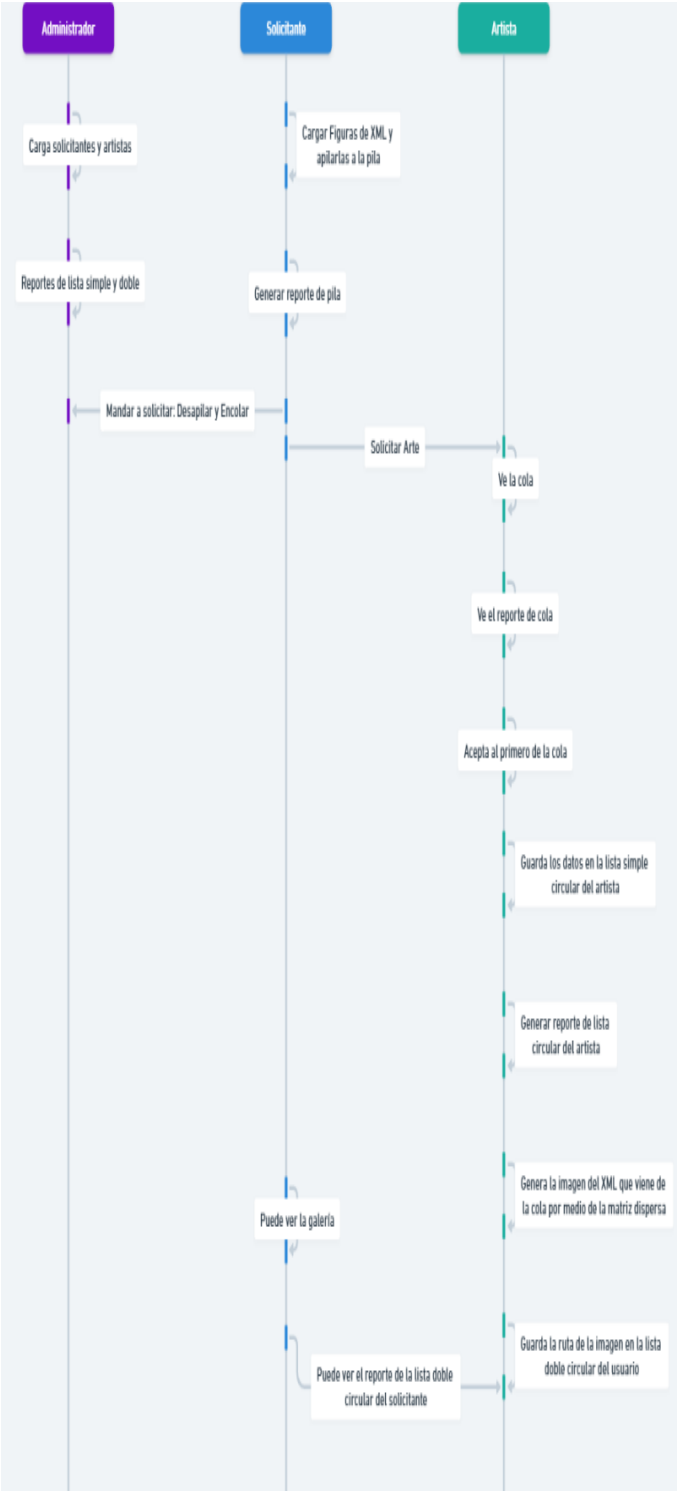 Administrador
Solicitante
Artista
Carga solicitantes y artistas
Cargar Figuras de XML y
apilarlas a la pila
Reportes de lista simple y doble
Generar reporte de pila
Mandar a solicitar: Desapilar y Encolar
Solicitar Arte
Ve la cola
Ve el reporte de cola
Acepta al primero de la cola
Guarda los datos en la lista simple
circular del artista
Generar reporte de lista
circular del artista
Genera la imagen del XML que viene de
la cola por medio de la matriz dispersa
Puede ver la galería
Guarda la ruta de la imagen en la lista
doble circular del usuario
Puede ver el reporte de la lista doble
circular del solicitante